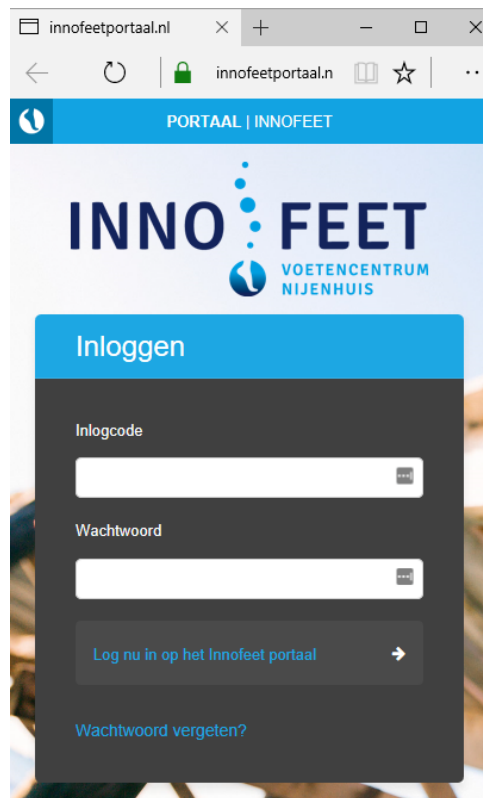 innofeetportaal.nl
innofeetportaal.n
PORTAAL | INNOFEET
INNO FEET
VOETENCENTRUM
NIJENHUIS
Inloggen
Inlogcode
Wachtwoord
Log nu in op het Innofeet portaal
Wachtwoord vergeten?